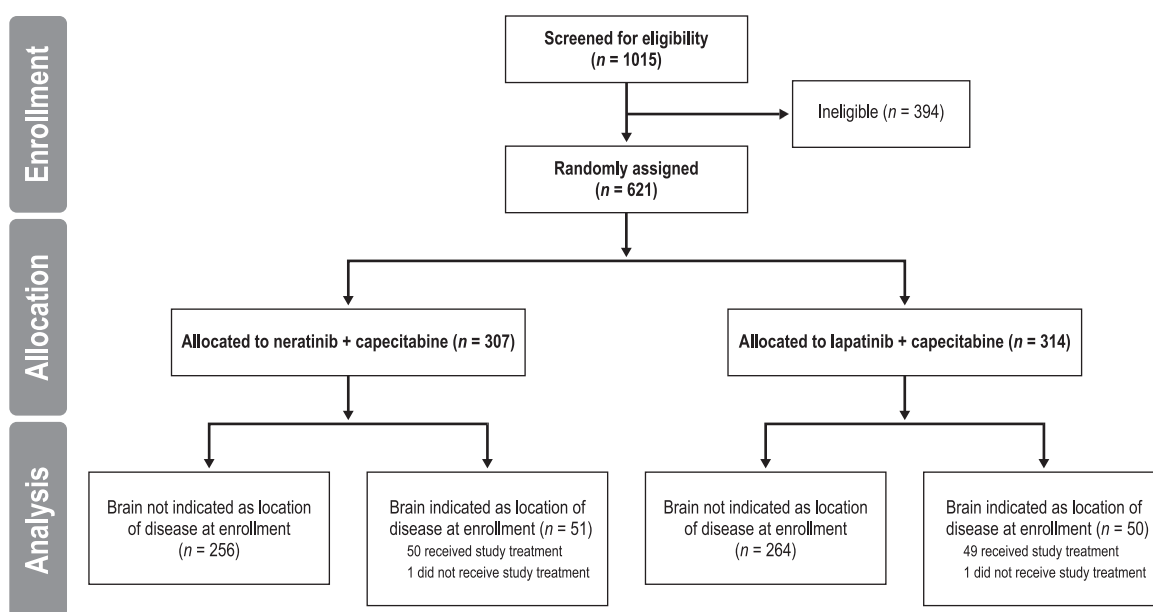 Enrollment
Screened for eligibility
(n = 1015)
Ineligible (n = 394)
Randomly assigned
(n = 621)
Allocation
Allocated to neratinib + capecitabine (n = 307)
Allocated to lapatinib + capecitabine (n = 314)
Analysis
Brain not indicated as location
of disease at enrollment
(n = 256)
Brain indicated as location of
disease at enrollment (n = 51)
50 received study treatment
1 did not receive study treatment
Brain not indicated as location
of disease at enrollment
(n = 264)
Brain indicated as location of
disease at enrollment (n = 50)
49 received study treatment
1 did not receive study treatment